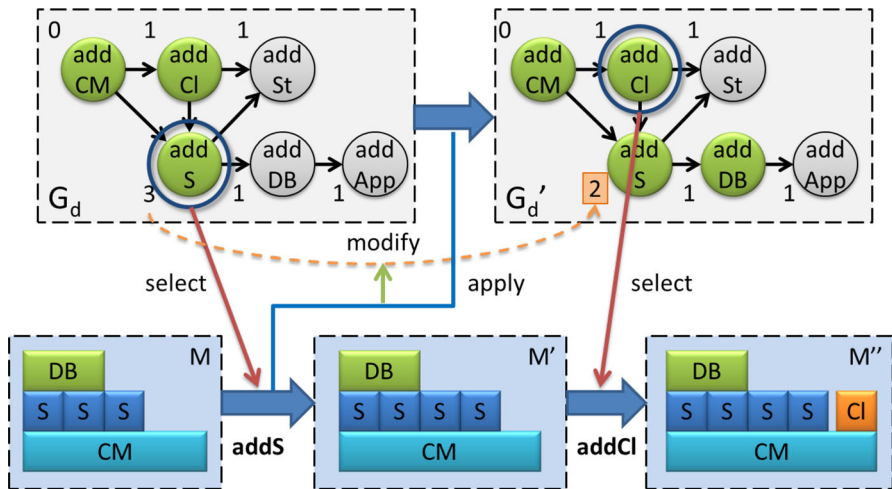 0 1 1
add CM
add Cl
add St
add S
add DB
add App
3 1 1
G_d
0 1 1
add CM
add Cl
add St
add S
add DB
add App
2 1 1
G_d'
modify
select
apply
select
M
DB
S S S
CM
addS
M'
DB
S S S S
CM
addCl
M''
DB
S S S S Cl
CM